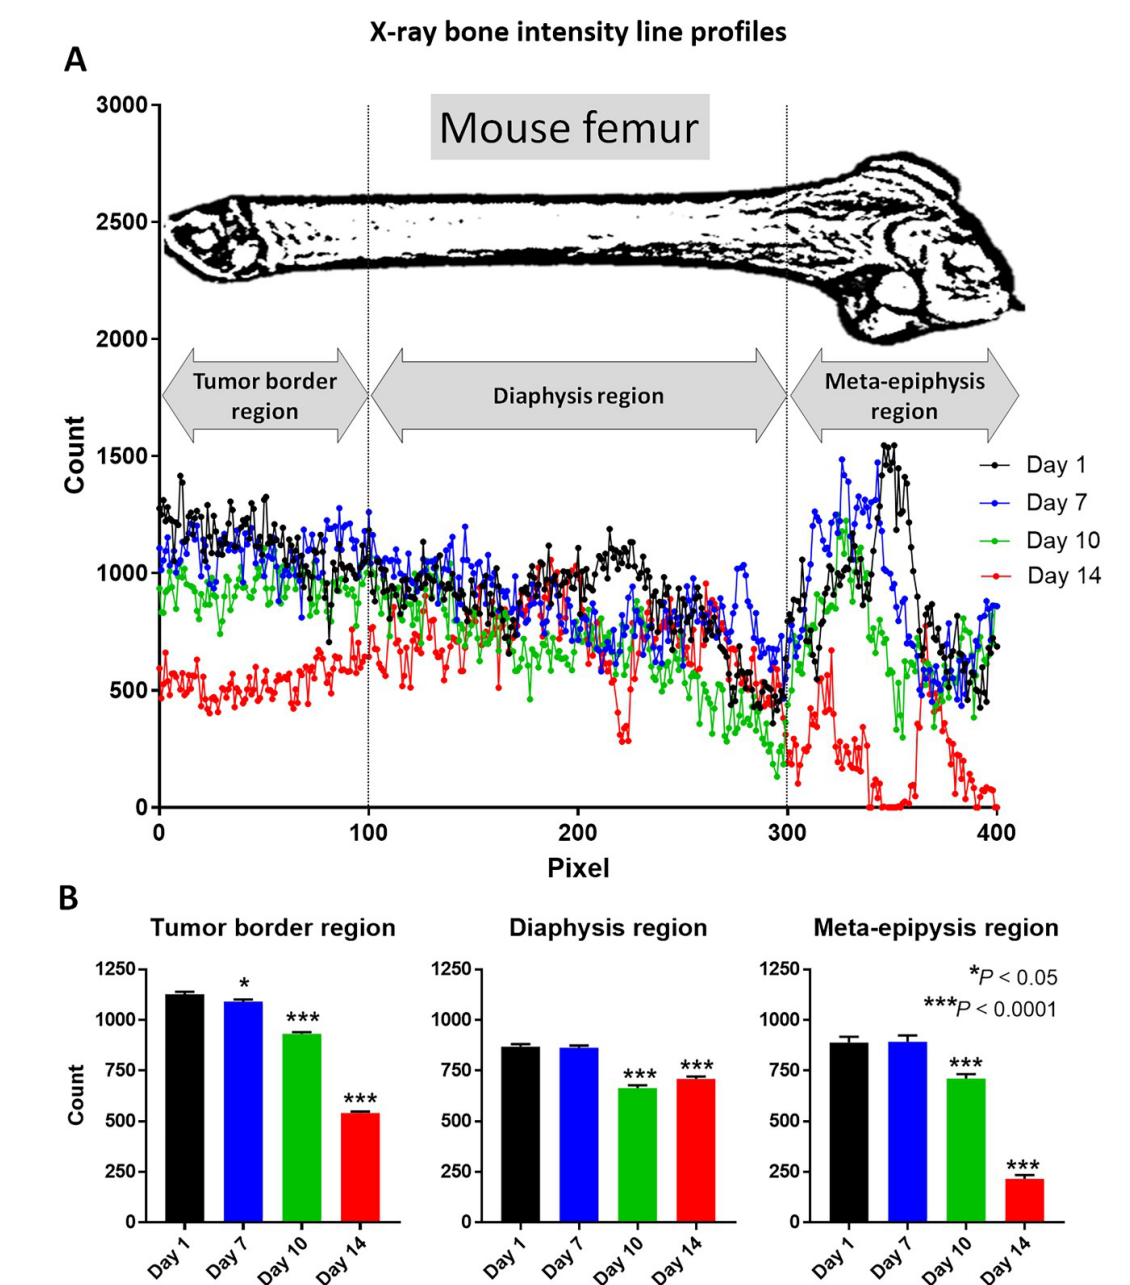 X-ray bone intensity line profiles
A
Mouse femur
3000
2500
2000
1500
1000
500
0
Count
Tumor border
region
Diaphysis region
Meta-epiphysis
region
Day 1
Day 7
Day 10
Day 14
0 100 200 300 400
Pixel
B
Tumor border region
1250
1000
750
500
250
0
Count
*
***
***
Day 1 Day 7 Day 10 Day 14
Diaphysis region
1250
1000
750
500
250
0
***
***
Day 1 Day 7 Day 10 Day 14
Meta-epipysis region
1250
1000
750
500
250
0
*P < 0.05
***P < 0.0001
***
***
Day 1 Day 7 Day 10 Day 14